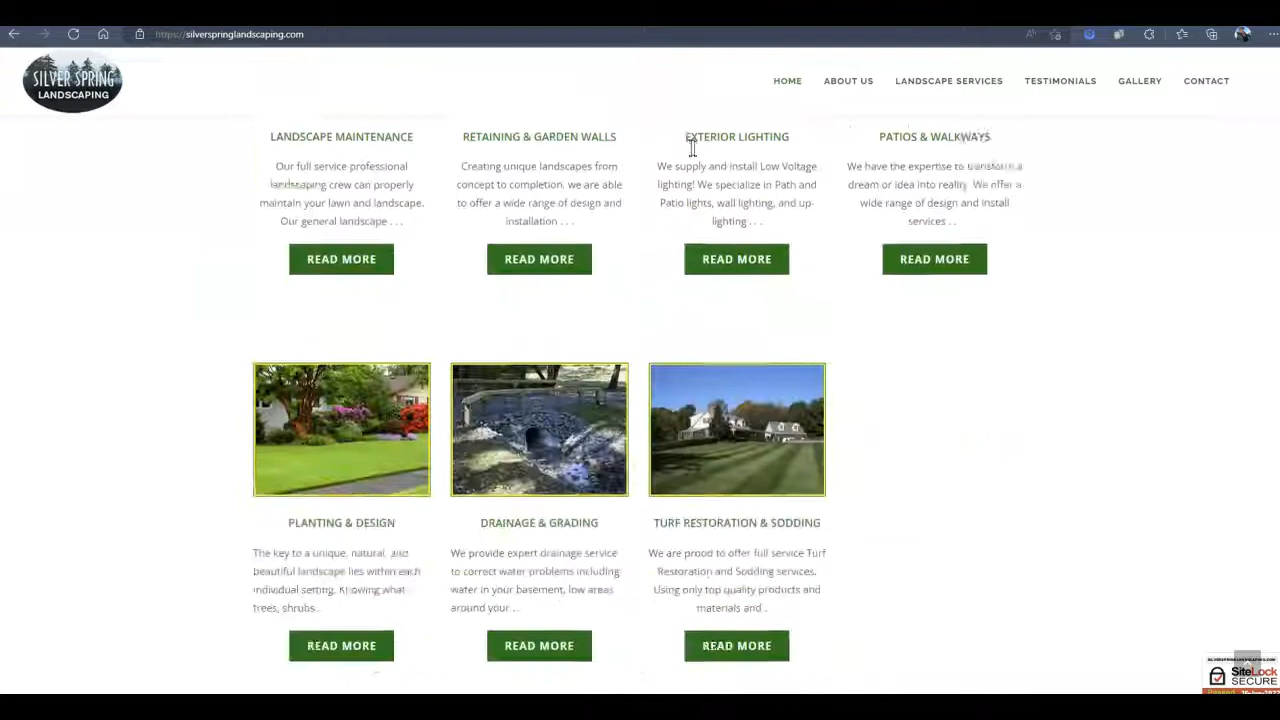 https://silverspringlandscaping.com
SILVER SPRING
LANDSCAPING
HOME
ABOUT US
LANDSCAPE SERVICES
TESTIMONIALS
GALLERY
CONTACT
LANDSCAPE MAINTENANCE
Our full service professional
landscaping crew can properly
maintain your lawn and landscape.
Our general landscape . . .
READ MORE
RETAINING & GARDEN WALLS
Creating unique landscapes from
concept to completion, we are able
to offer a wide range of design and
installation . . .
READ MORE
EXTERIOR LIGHTING
We supply and install Low Voltage
lighting! We specialize in Path and
Patio lights, wall lighting, and up-
lighting . . .
READ MORE
PATIOS & WALKWAYS
We have the expertise to transform a
dream or idea into reality. We offer a
wide range of design and install
services . .
READ MORE
PLANTING & DESIGN
The key to a unique, natural, and
beautiful landscape lies within each
individual setting. Knowing what
trees, shrubs..
READ MORE
DRAINAGE & GRADING
We provide expert drainage service
to correct water problems including
water in your basement, low areas
around your ...
READ MORE
TURF RESTORATION & SODDING
We are proud to offer full service Turf
Restoration and Sodding services.
Using only top quality products and
materials and .
READ MORE
SILVERSPRINGLANDSCAPING.COM
SiteLock
SECURE
Passed